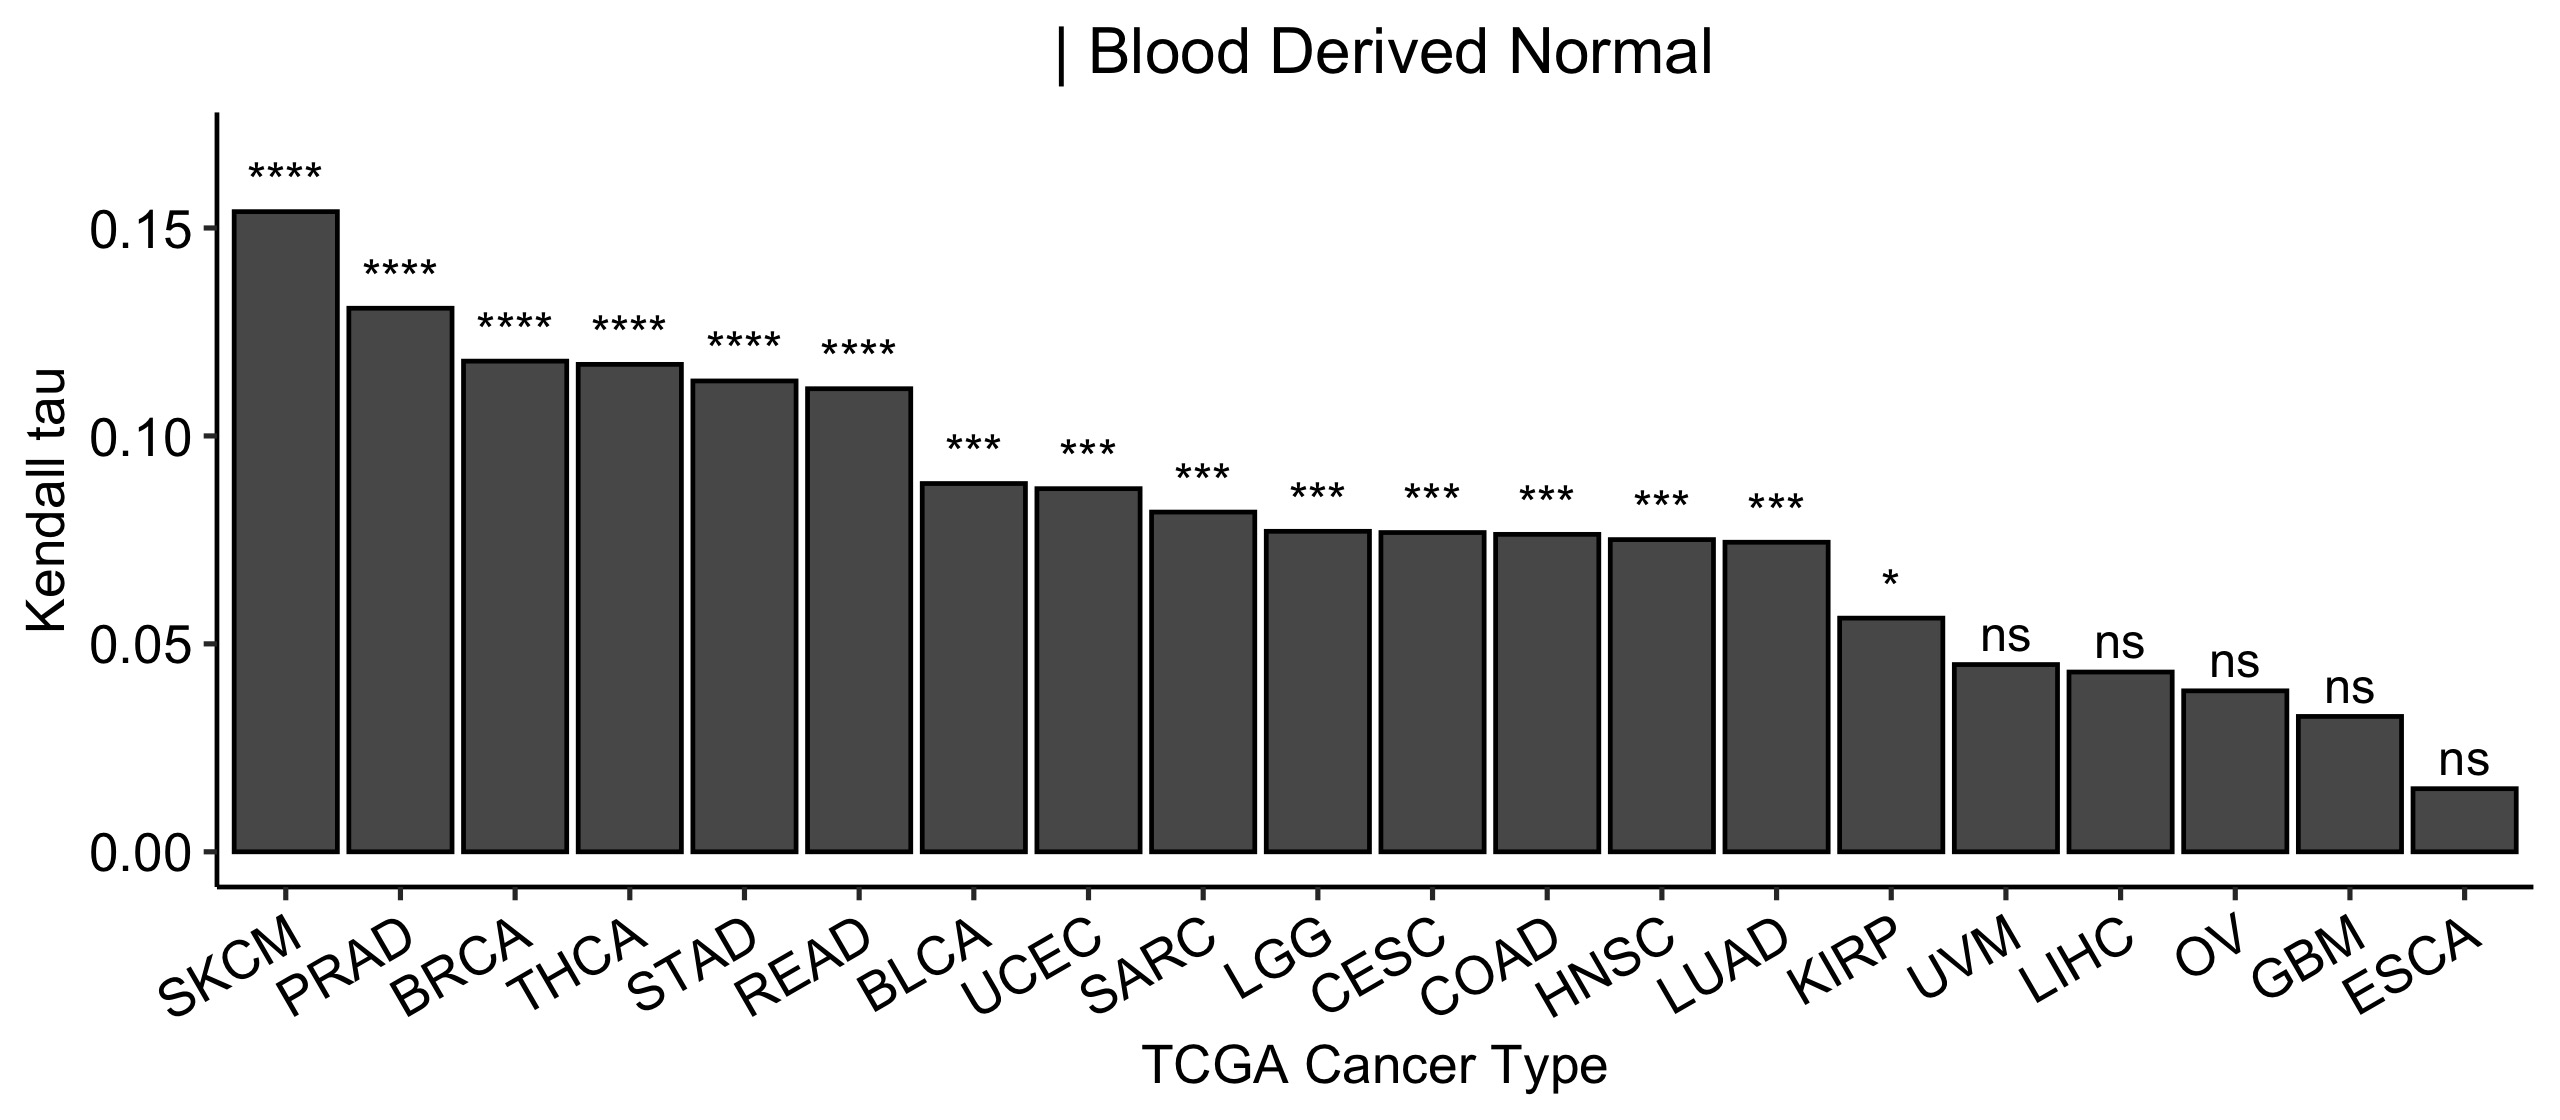 | Blood Derived Normal
Kendall tau
0.15
0.10
0.05
0.00
**** **** **** **** **** **** *** *** *** *** *** *** *** *** * ns ns ns ns ns
SKCM PRAD BRCA THCA STAD READ BLCA UCEC SARC LGG CESC COAD HNSC LUAD KIRP UVM LIHC OV GBM ESCA
TCGA Cancer Type